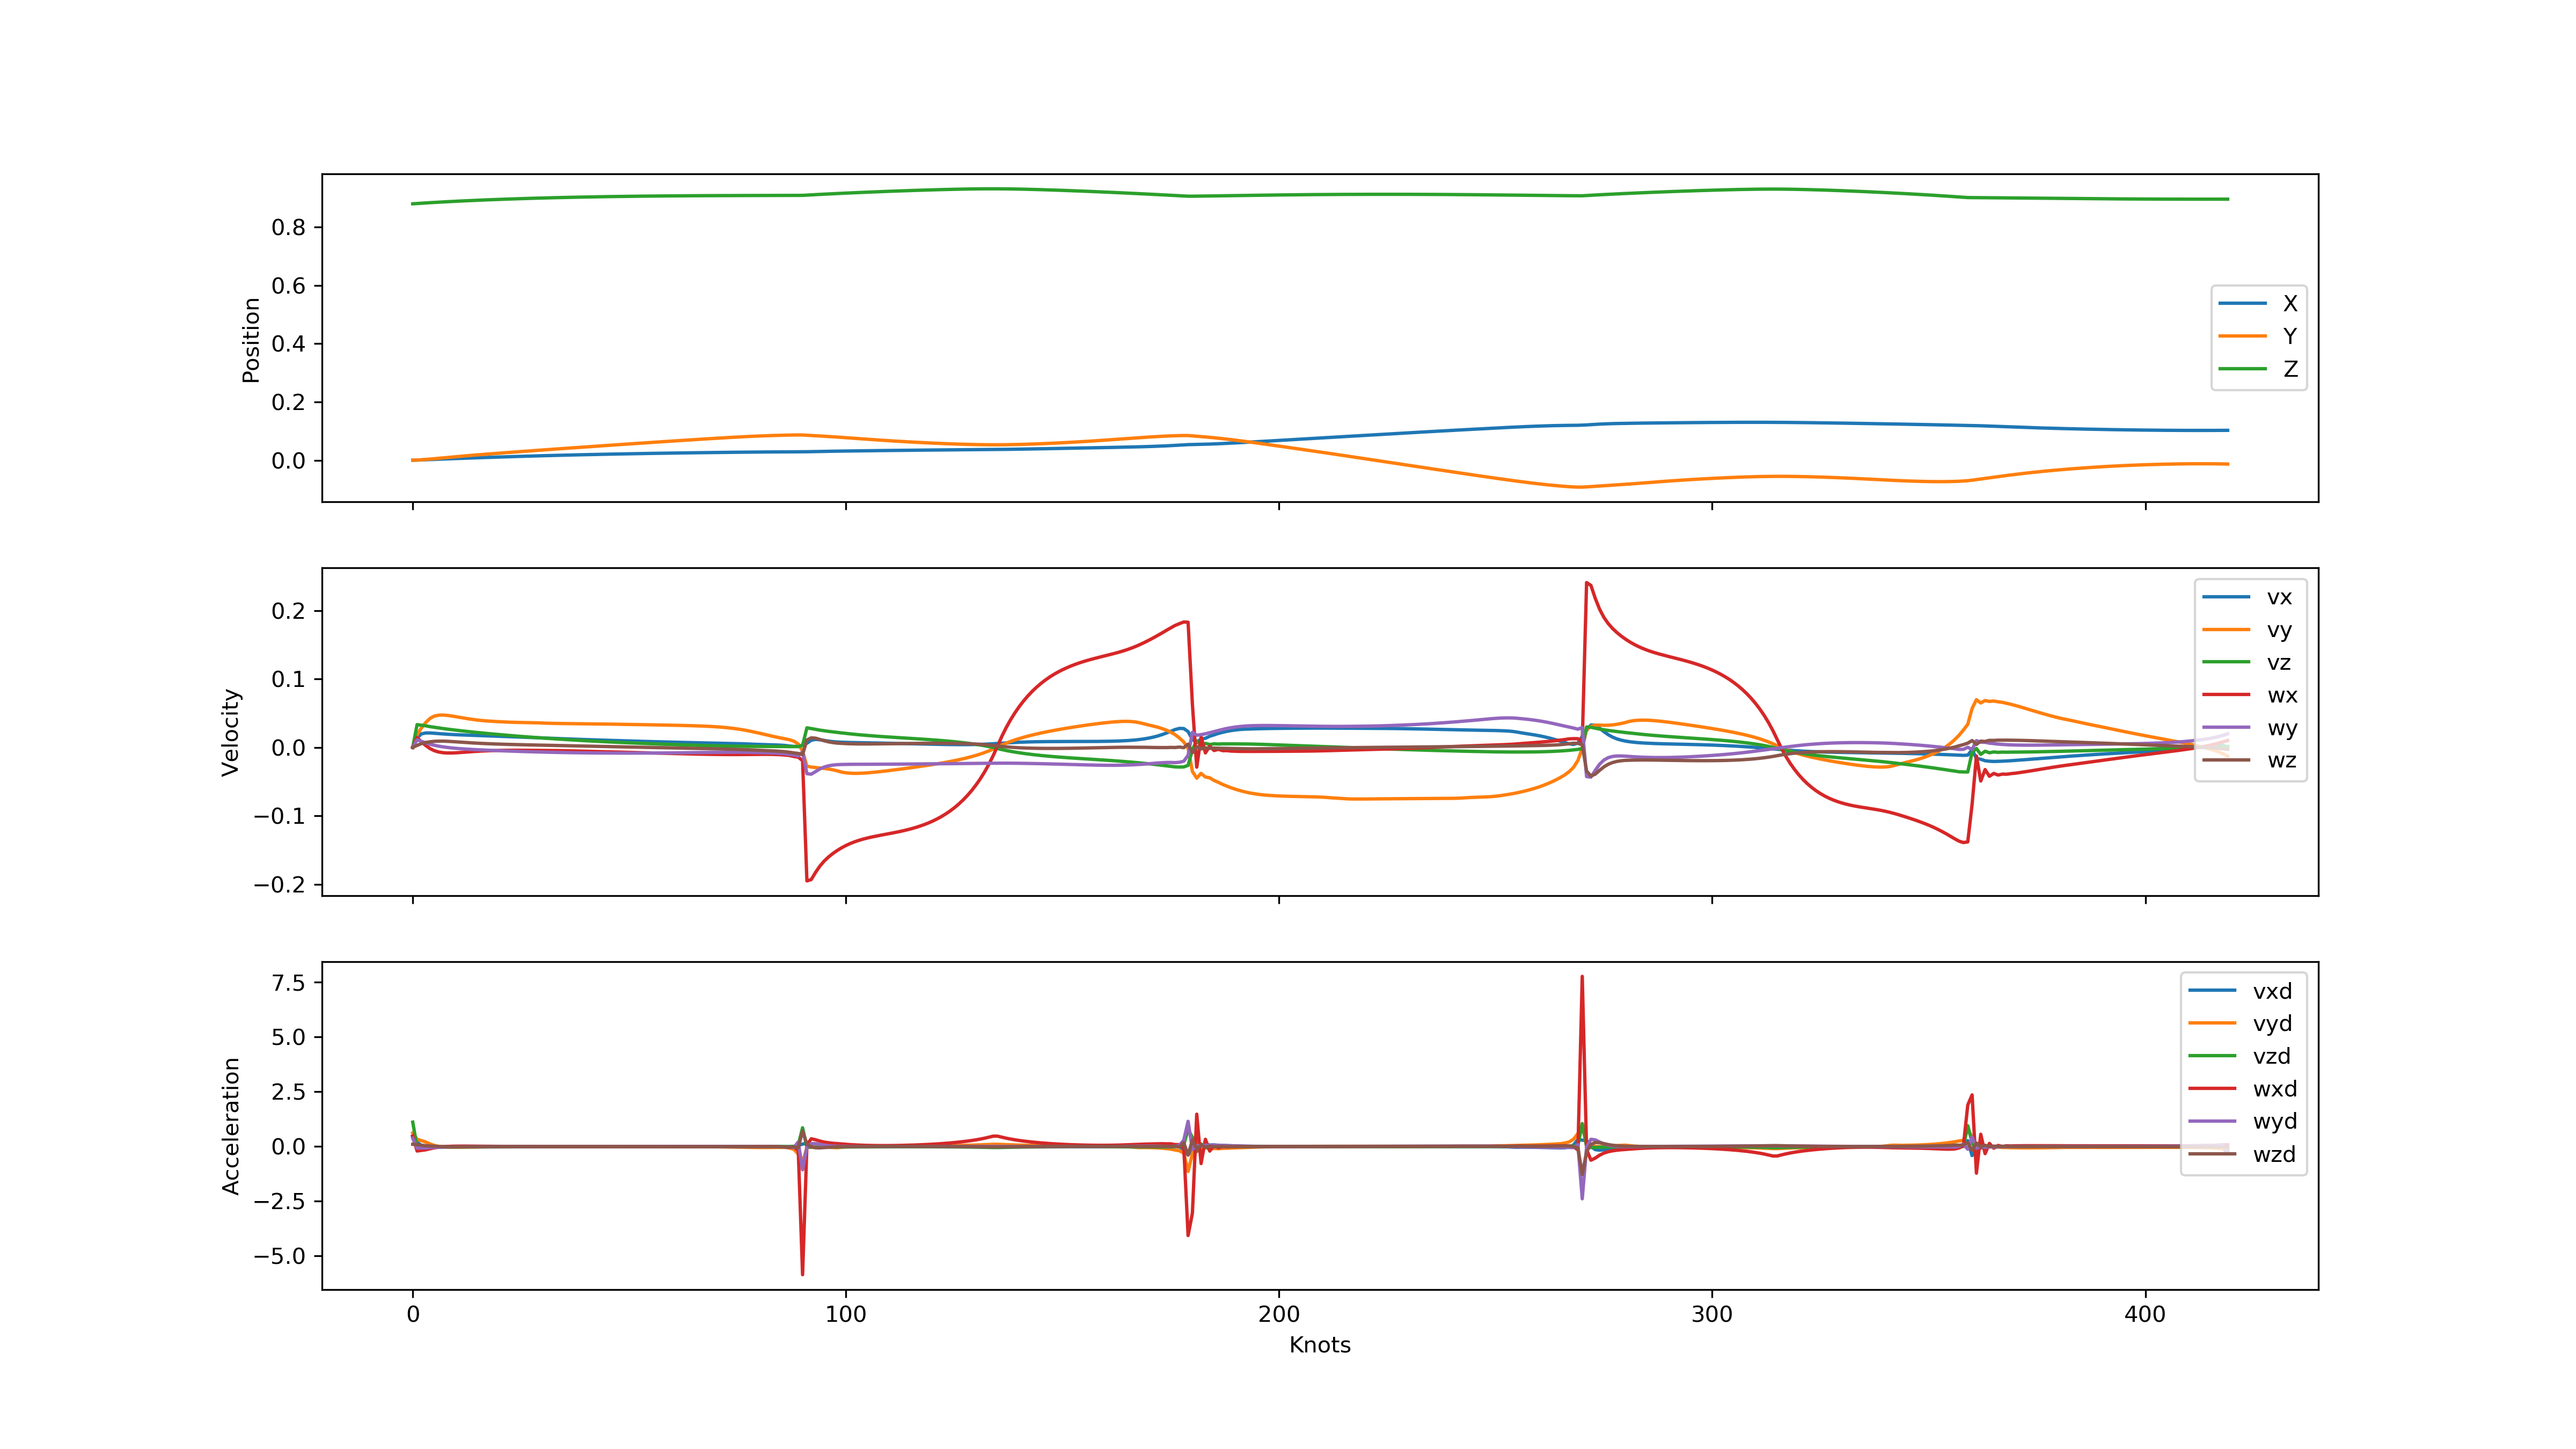 0.8
0.6
0.4
0.2
0.0
Position
X
Y
Z
0.2
0.1
0.0
−0.1
−0.2
Velocity
vx
vy
vz
wx
wy
wz
7.5
5.0
2.5
0.0
−2.5
−5.0
Acceleration
vxd
vyd
vzd
wxd
wyd
wzd
0 100 200 300 400
Knots